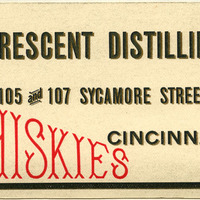 RESCENT DISTILLI
105 and 107 SYCAMORE STREE
HISKIES
CINCINN